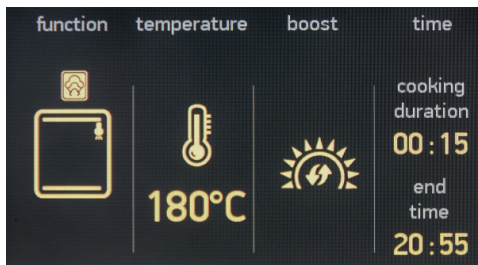 function temperature boost time
cooking
duration
00:15
180°C
end
time
20:55